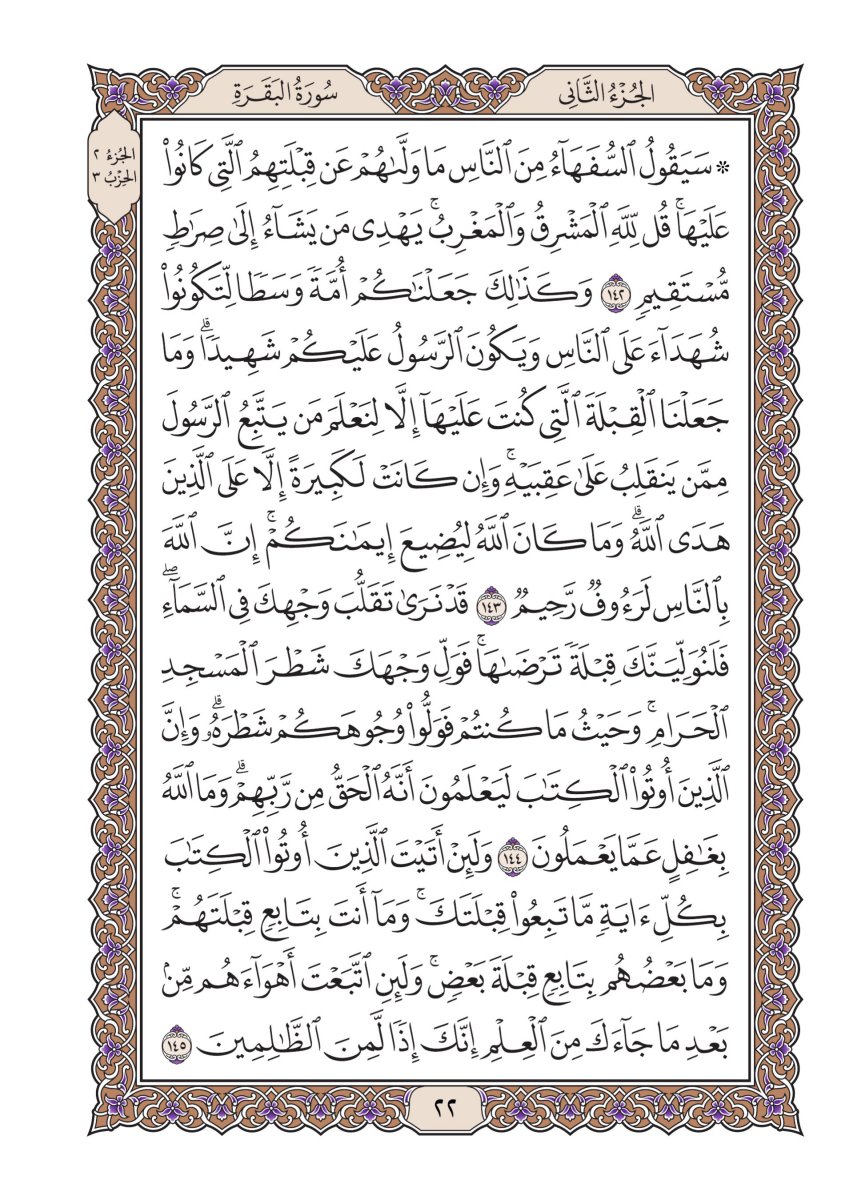 الجُزْءُ الثَّانِي
سُورَةُ البَقَرَةِ
الجُزءُ ٢
الحِزْبُ ٣
* سَيَقُولُ ٱلسُّفَهَآءُ مِنَ ٱلنَّاسِ مَا وَلَّىٰهُمْ عَن قِبْلَتِهِمُ ٱلَّتِى كَانُوا۟
عَلَيْهَا ۚ قُل لِّلَّهِ ٱلْمَشْرِقُ وَٱلْمَغْرِبُ ۚ يَهْدِى مَن يَشَآءُ إِلَىٰ صِرَٰطٍ
مُّسْتَقِيمٍ ١٤٢ وَكَذَٰلِكَ جَعَلْنَٰكُمْ أُمَّةً وَسَطًا لِّتَكُونُوا۟
شُهَدَآءَ عَلَى ٱلنَّاسِ وَيَكُونَ ٱلرَّسُولُ عَلَيْكُمْ شَهِيدًا ۗ وَمَا
جَعَلْنَا ٱلْقِبْلَةَ ٱلَّتِى كُنتَ عَلَيْهَآ إِلَّا لِنَعْلَمَ مَن يَتَّبِعُ ٱلرَّسُولَ
مِمَّن يَنقَلِبُ عَلَىٰ عَقِبَيْهِ ۚ وَإِن كَانَتْ لَكَبِيرَةً إِلَّا عَلَى ٱلَّذِينَ
هَدَى ٱللَّهُ ۗ وَمَا كَانَ ٱللَّهُ لِيُضِيعَ إِيمَٰنَكُمْ ۚ إِنَّ ٱللَّهَ
بِٱلنَّاسِ لَرَءُوفٌ رَّحِيمٌ ١٤٣ قَدْ نَرَىٰ تَقَلُّبَ وَجْهِكَ فِى ٱلسَّمَآءِ ۖ
فَلَنُوَلِّيَنَّكَ قِبْلَةً تَرْضَىٰهَا ۚ فَوَلِّ وَجْهَكَ شَطْرَ ٱلْمَسْجِدِ
ٱلْحَرَامِ ۚ وَحَيْثُ مَا كُنتُمْ فَوَلُّوا۟ وُجُوهَكُمْ شَطْرَهُۥ ۗ وَإِنَّ
ٱلَّذِينَ أُوتُوا۟ ٱلْكِتَٰبَ لَيَعْلَمُونَ أَنَّهُ ٱلْحَقُّ مِن رَّبِّهِمْ ۗ وَمَا ٱللَّهُ
بِغَٰفِلٍ عَمَّا يَعْمَلُونَ ١٤٤ وَلَئِنْ أَتَيْتَ ٱلَّذِينَ أُوتُوا۟ ٱلْكِتَٰبَ
بِكُلِّ ءَايَةٍ مَّا تَبِعُوا۟ قِبْلَتَكَ ۚ وَمَآ أَنتَ بِتَابِعٍ قِبْلَتَهُمْ ۚ
وَمَا بَعْضُهُم بِتَابِعٍ قِبْلَةَ بَعْضٍ ۚ وَلَئِنِ ٱتَّبَعْتَ أَهْوَآءَهُم مِّنۢ
بَعْدِ مَا جَآءَكَ مِنَ ٱلْعِلْمِ إِنَّكَ إِذًا لَّمِنَ ٱلظَّٰلِمِينَ ١٤٥
٢٢